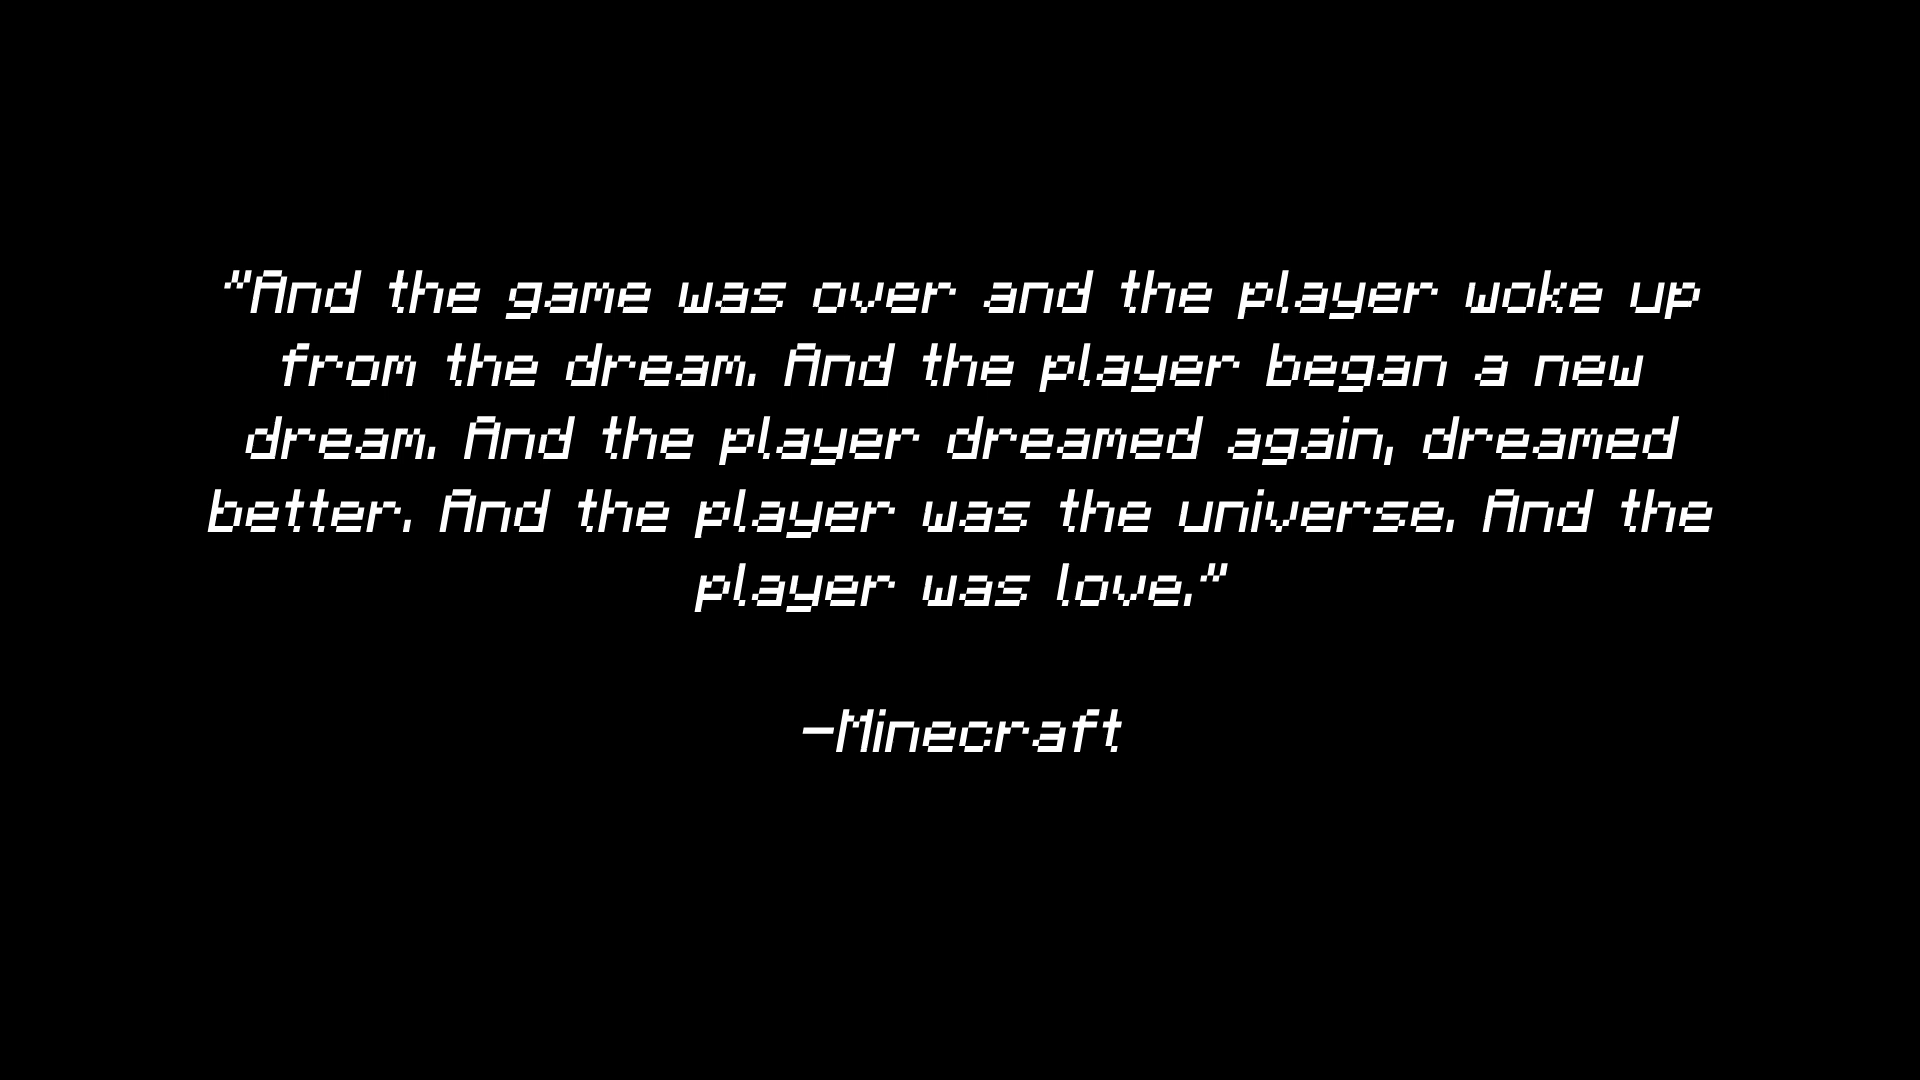 "And the game was over and the player woke up
from the dream. And the player began a new
dream. And the player dreamed again, dreamed
better. And the player was the universe. And the
player was love."
-Minecraft